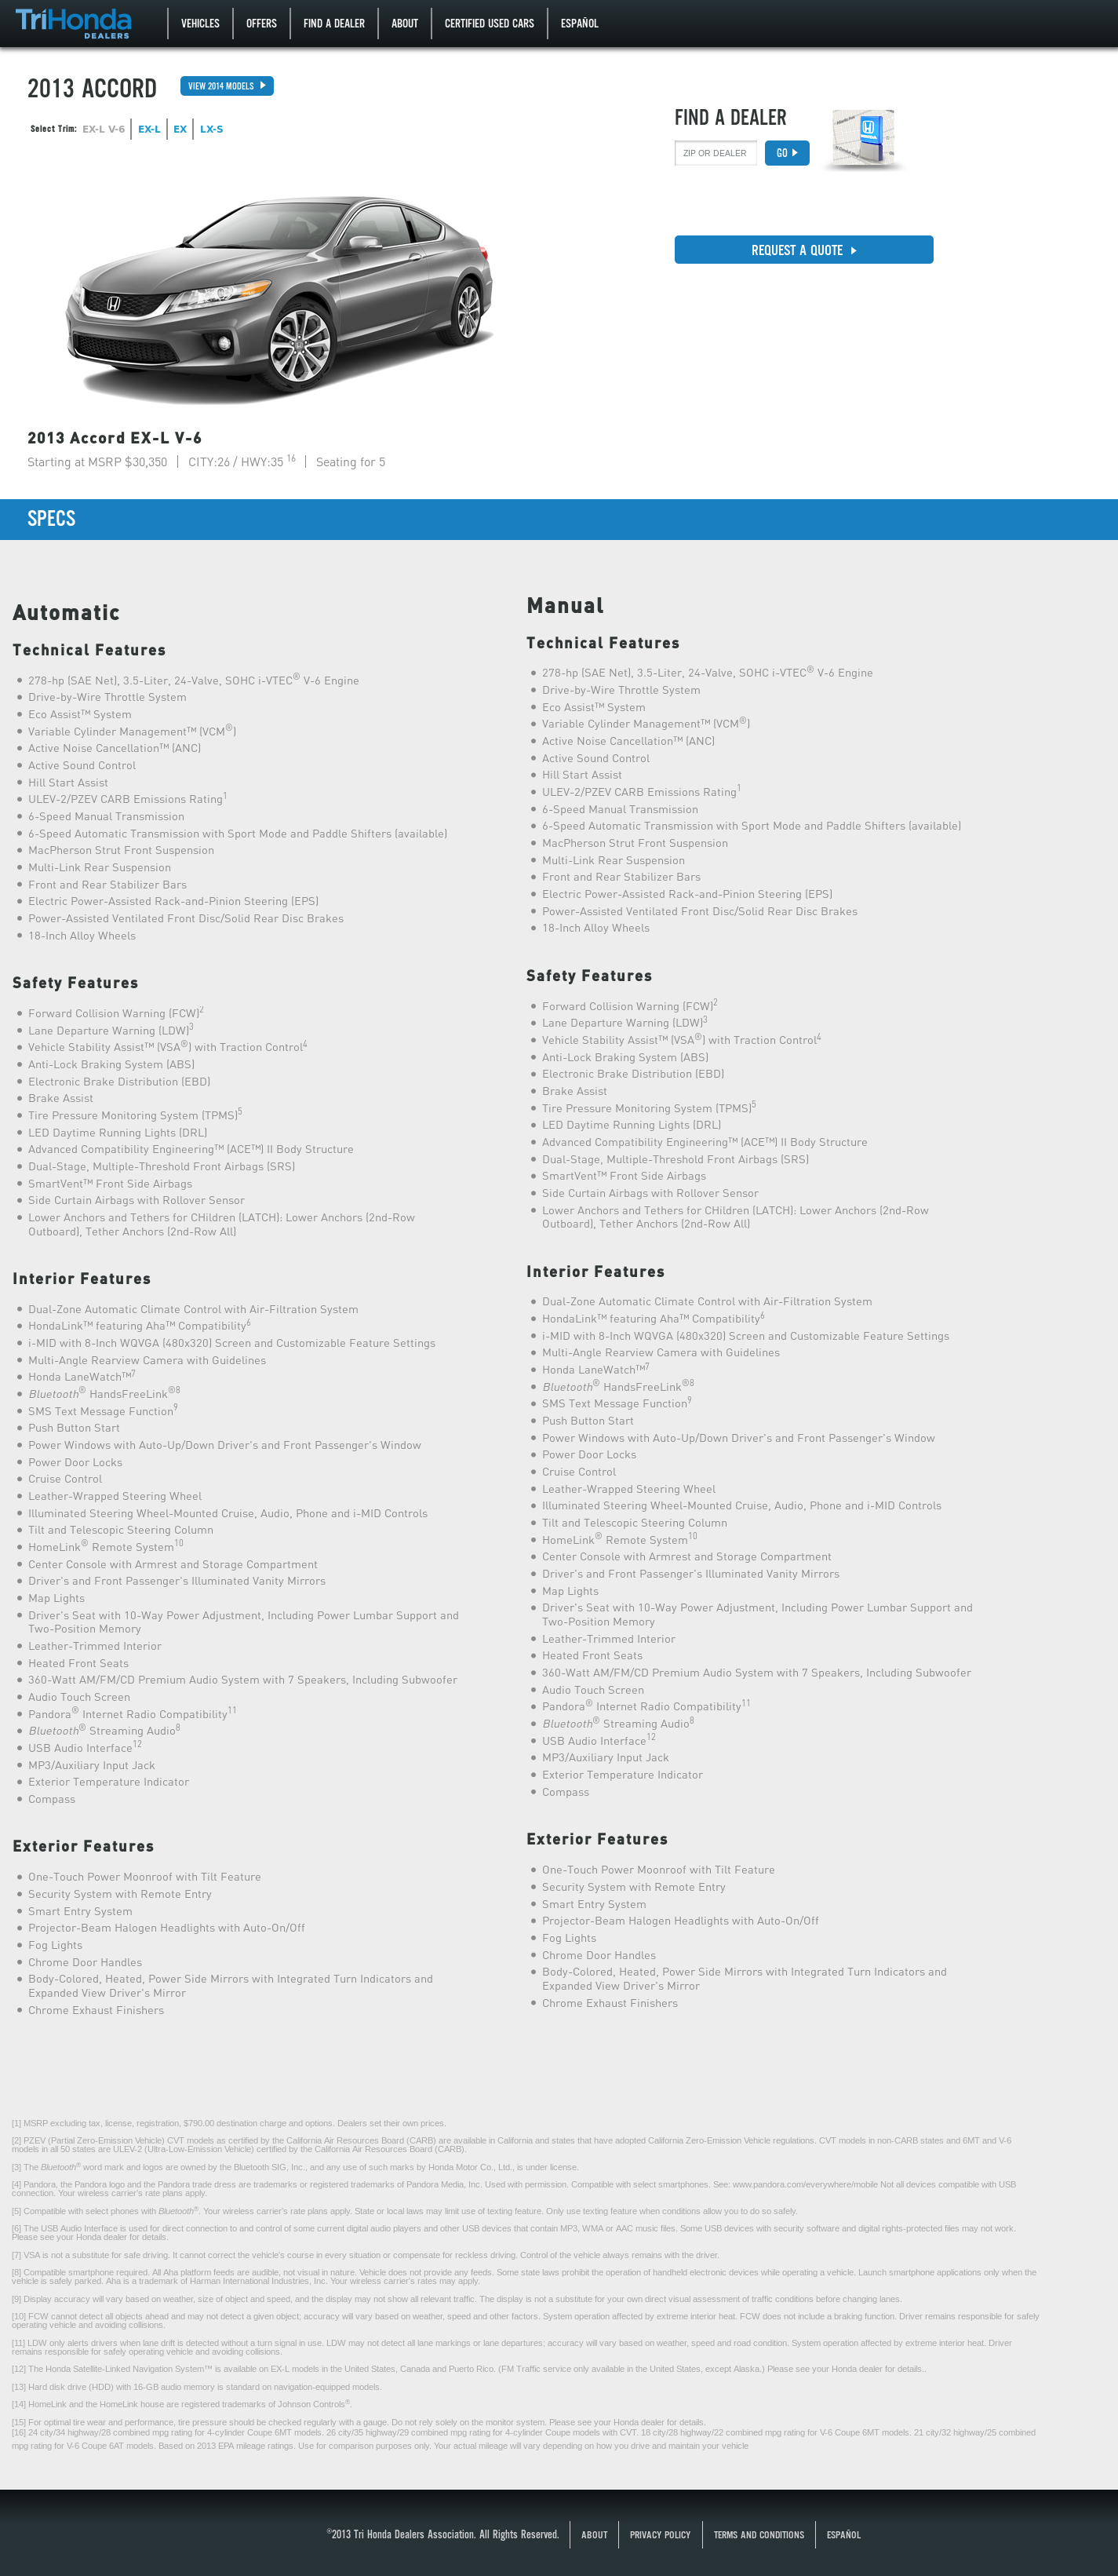 TriHonda
DEALERS
VEHICLES
OFFERS
FIND A DEALER
ABOUT
CERTIFIED USED CARS
ESPAÑOL
2013 ACCORD
VIEW 2014 MODELS
Select Trim: EX-L V-6 EX-L EX LX-S
FIND A DEALER
ZIP OR DEALER
GO
REQUEST A QUOTE
2013 Accord EX-L V-6
Starting at MSRP $30,350 | CITY:26 / HWY:35 16 | Seating for 5
SPECS
Automatic
Technical Features
278-hp (SAE Net), 3.5-Liter, 24-Valve, SOHC i-VTEC® V-6 Engine
Drive-by-Wire Throttle System
Eco Assist™ System
Variable Cylinder Management™ (VCM®)
Active Noise Cancellation™ (ANC)
Active Sound Control
Hill Start Assist
ULEV-2/PZEV CARB Emissions Rating1
6-Speed Manual Transmission
6-Speed Automatic Transmission with Sport Mode and Paddle Shifters (available)
MacPherson Strut Front Suspension
Multi-Link Rear Suspension
Front and Rear Stabilizer Bars
Electric Power-Assisted Rack-and-Pinion Steering (EPS)
Power-Assisted Ventilated Front Disc/Solid Rear Disc Brakes
18-Inch Alloy Wheels
Safety Features
Forward Collision Warning (FCW)2
Lane Departure Warning (LDW)3
Vehicle Stability Assist™ (VSA®) with Traction Control4
Anti-Lock Braking System (ABS)
Electronic Brake Distribution (EBD)
Brake Assist
Tire Pressure Monitoring System (TPMS)5
LED Daytime Running Lights (DRL)
Advanced Compatibility Engineering™ (ACE™) II Body Structure
Dual-Stage, Multiple-Threshold Front Airbags (SRS)
SmartVent™ Front Side Airbags
Side Curtain Airbags with Rollover Sensor
Lower Anchors and Tethers for CHildren (LATCH): Lower Anchors (2nd-Row
Outboard), Tether Anchors (2nd-Row All)
Interior Features
Dual-Zone Automatic Climate Control with Air-Filtration System
HondaLink™ featuring Aha™ Compatibility6
i-MID with 8-Inch WQVGA (480x320) Screen and Customizable Feature Settings
Multi-Angle Rearview Camera with Guidelines
Honda LaneWatch™7
Bluetooth® HandsFreeLink®8
SMS Text Message Function9
Push Button Start
Power Windows with Auto-Up/Down Driver's and Front Passenger's Window
Power Door Locks
Cruise Control
Leather-Wrapped Steering Wheel
Illuminated Steering Wheel-Mounted Cruise, Audio, Phone and i-MID Controls
Tilt and Telescopic Steering Column
HomeLink® Remote System10
Center Console with Armrest and Storage Compartment
Driver's and Front Passenger's Illuminated Vanity Mirrors
Map Lights
Driver's Seat with 10-Way Power Adjustment, Including Power Lumbar Support and
Two-Position Memory
Leather-Trimmed Interior
Heated Front Seats
360-Watt AM/FM/CD Premium Audio System with 7 Speakers, Including Subwoofer
Audio Touch Screen
Pandora® Internet Radio Compatibility11
Bluetooth® Streaming Audio8
USB Audio Interface12
MP3/Auxiliary Input Jack
Exterior Temperature Indicator
Compass
Exterior Features
One-Touch Power Moonroof with Tilt Feature
Security System with Remote Entry
Smart Entry System
Projector-Beam Halogen Headlights with Auto-On/Off
Fog Lights
Chrome Door Handles
Body-Colored, Heated, Power Side Mirrors with Integrated Turn Indicators and
Expanded View Driver's Mirror
Chrome Exhaust Finishers
Manual
Technical Features
278-hp (SAE Net), 3.5-Liter, 24-Valve, SOHC i-VTEC® V-6 Engine
Drive-by-Wire Throttle System
Eco Assist™ System
Variable Cylinder Management™ (VCM®)
Active Noise Cancellation™ (ANC)
Active Sound Control
Hill Start Assist
ULEV-2/PZEV CARB Emissions Rating1
6-Speed Manual Transmission
6-Speed Automatic Transmission with Sport Mode and Paddle Shifters (available)
MacPherson Strut Front Suspension
Multi-Link Rear Suspension
Front and Rear Stabilizer Bars
Electric Power-Assisted Rack-and-Pinion Steering (EPS)
Power-Assisted Ventilated Front Disc/Solid Rear Disc Brakes
18-Inch Alloy Wheels
Safety Features
Forward Collision Warning (FCW)2
Lane Departure Warning (LDW)3
Vehicle Stability Assist™ (VSA®) with Traction Control4
Anti-Lock Braking System (ABS)
Electronic Brake Distribution (EBD)
Brake Assist
Tire Pressure Monitoring System (TPMS)5
LED Daytime Running Lights (DRL)
Advanced Compatibility Engineering™ (ACE™) II Body Structure
Dual-Stage, Multiple-Threshold Front Airbags (SRS)
SmartVent™ Front Side Airbags
Side Curtain Airbags with Rollover Sensor
Lower Anchors and Tethers for CHildren (LATCH): Lower Anchors (2nd-Row
Outboard), Tether Anchors (2nd-Row All)
Interior Features
Dual-Zone Automatic Climate Control with Air-Filtration System
HondaLink™ featuring Aha™ Compatibility6
i-MID with 8-Inch WQVGA (480x320) Screen and Customizable Feature Settings
Multi-Angle Rearview Camera with Guidelines
Honda LaneWatch™7
Bluetooth® HandsFreeLink®8
SMS Text Message Function9
Push Button Start
Power Windows with Auto-Up/Down Driver's and Front Passenger's Window
Power Door Locks
Cruise Control
Leather-Wrapped Steering Wheel
Illuminated Steering Wheel-Mounted Cruise, Audio, Phone and i-MID Controls
Tilt and Telescopic Steering Column
HomeLink® Remote System10
Center Console with Armrest and Storage Compartment
Driver's and Front Passenger's Illuminated Vanity Mirrors
Map Lights
Driver's Seat with 10-Way Power Adjustment, Including Power Lumbar Support and
Two-Position Memory
Leather-Trimmed Interior
Heated Front Seats
360-Watt AM/FM/CD Premium Audio System with 7 Speakers, Including Subwoofer
Audio Touch Screen
Pandora® Internet Radio Compatibility11
Bluetooth® Streaming Audio8
USB Audio Interface12
MP3/Auxiliary Input Jack
Exterior Temperature Indicator
Compass
Exterior Features
One-Touch Power Moonroof with Tilt Feature
Security System with Remote Entry
Smart Entry System
Projector-Beam Halogen Headlights with Auto-On/Off
Fog Lights
Chrome Door Handles
Body-Colored, Heated, Power Side Mirrors with Integrated Turn Indicators and
Expanded View Driver's Mirror
Chrome Exhaust Finishers
[1] MSRP excluding tax, license, registration, $790.00 destination charge and options. Dealers set their own prices.
[2] PZEV (Partial Zero-Emission Vehicle) CVT models as certified by the California Air Resources Board (CARB) are available in California and states that have adopted California Zero-Emission Vehicle regulations. CVT models in non-CARB states and 6MT and V-6
models in all 50 states are ULEV-2 (Ultra-Low-Emission Vehicle) certified by the California Air Resources Board (CARB).
[3] The Bluetooth® word mark and logos are owned by the Bluetooth SIG, Inc., and any use of such marks by Honda Motor Co., Ltd., is under license.
[4] Pandora, the Pandora logo and the Pandora trade dress are trademarks or registered trademarks of Pandora Media, Inc. Used with permission. Compatible with select smartphones. See: www.pandora.com/everywhere/mobile Not all devices compatible with USB
connection. Your wireless carrier's rate plans apply.
[5] Compatible with select phones with Bluetooth®. Your wireless carrier's rate plans apply. State or local laws may limit use of texting feature. Only use texting feature when conditions allow you to do so safely.
[6] The USB Audio Interface is used for direct connection to and control of some current digital audio players and other USB devices that contain MP3, WMA or AAC music files. Some USB devices with security software and digital rights-protected files may not work.
Please see your Honda dealer for details.
[7] VSA is not a substitute for safe driving. It cannot correct the vehicle's course in every situation or compensate for reckless driving. Control of the vehicle always remains with the driver.
[8] Compatible smartphone required. All Aha platform feeds are audible, not visual in nature. Vehicle does not provide any feeds. Some state laws prohibit the operation of handheld electronic devices while operating a vehicle. Launch smartphone applications only when the
vehicle is safely parked. Aha is a trademark of Harman International Industries, Inc. Your wireless carrier's rates may apply.
[9] Display accuracy will vary based on weather, size of object and speed, and the display may not show all relevant traffic. The display is not a substitute for your own direct visual assessment of traffic conditions before changing lanes.
[10] FCW cannot detect all objects ahead and may not detect a given object; accuracy will vary based on weather, speed and other factors. System operation affected by extreme interior heat. FCW does not include a braking function. Driver remains responsible for safely
operating vehicle and avoiding collisions.
[11] LDW only alerts drivers when lane drift is detected without a turn signal in use. LDW may not detect all lane markings or lane departures; accuracy will vary based on weather, speed and road condition. System operation affected by extreme interior heat. Driver
remains responsible for safely operating vehicle and avoiding collisions.
[12] The Honda Satellite-Linked Navigation System™ is available on EX-L models in the United States, Canada and Puerto Rico. (FM Traffic service only available in the United States, except Alaska.) Please see your Honda dealer for details..
[13] Hard disk drive (HDD) with 16-GB audio memory is standard on navigation-equipped models.
[14] HomeLink and the HomeLink house are registered trademarks of Johnson Controls®.
[15] For optimal tire wear and performance, tire pressure should be checked regularly with a gauge. Do not rely solely on the monitor system. Please see your Honda dealer for details.
[16] 24 city/34 highway/28 combined mpg rating for 4-cylinder Coupe 6MT models. 26 city/35 highway/29 combined mpg rating for 4-cylinder Coupe models with CVT. 18 city/28 highway/22 combined mpg rating for V-6 Coupe 6MT models. 21 city/32 highway/25 combined
mpg rating for V-6 Coupe 6AT models. Based on 2013 EPA mileage ratings. Use for comparison purposes only. Your actual mileage will vary depending on how you drive and maintain your vehicle
®2013 Tri Honda Dealers Association. All Rights Reserved.
ABOUT
PRIVACY POLICY
TERMS AND CONDITIONS
ESPAÑOL